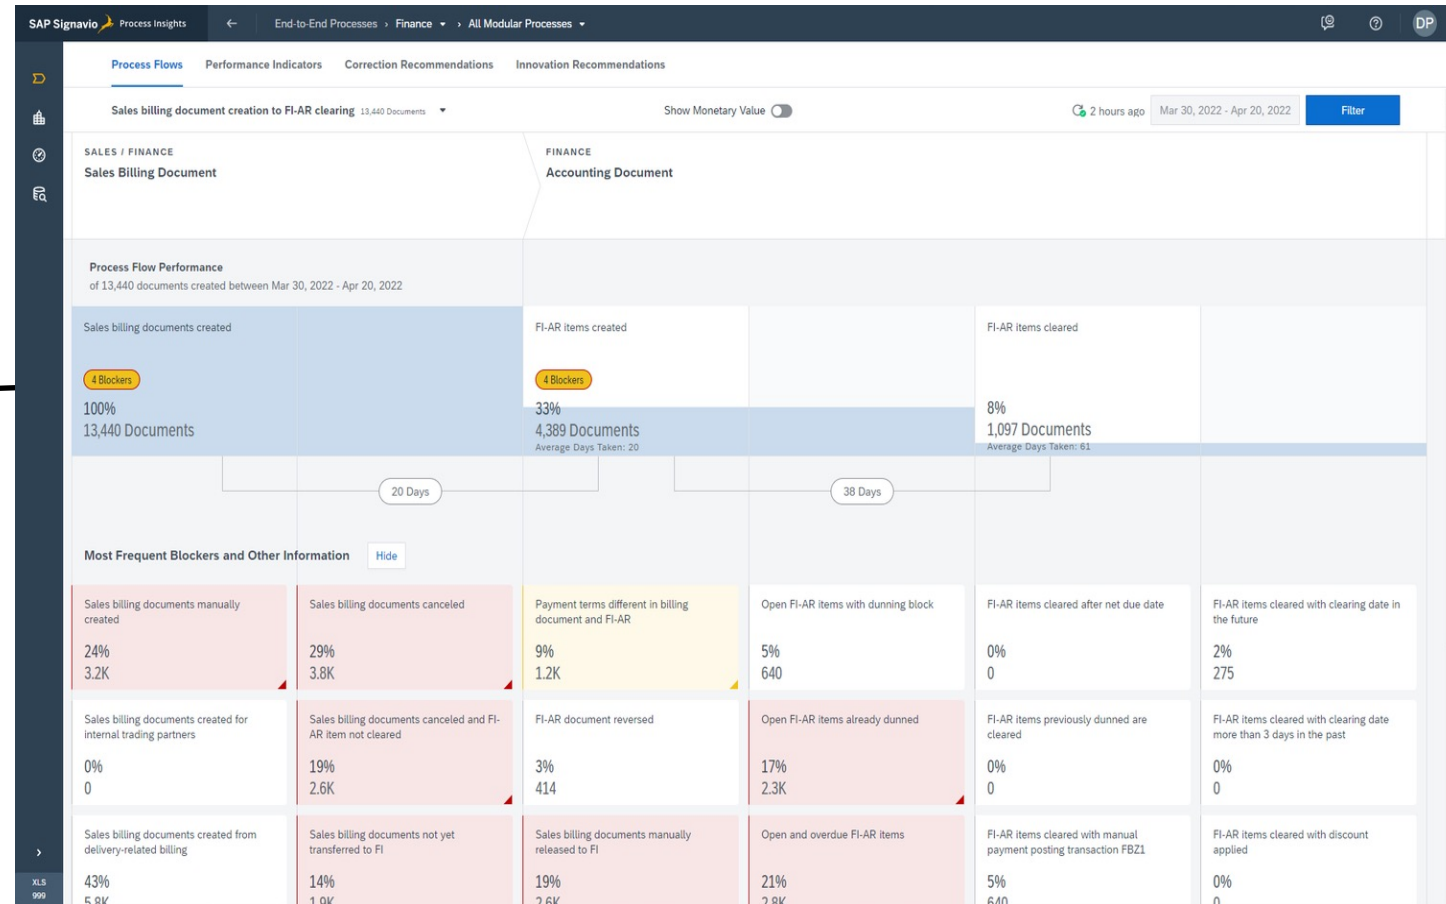 SAP Signavio Process Insights
End-to-End Processes › Finance › All Modular Processes
DP
Process Flows Performance Indicators Correction Recommendations Innovation Recommendations
Sales billing document creation to FI-AR clearing 13,440 Documents
Show Monetary Value
2 hours ago
Mar 30, 2022 - Apr 20, 2022
Filter
SALES / FINANCE
Sales Billing Document
FINANCE
Accounting Document
Process Flow Performance
of 13,440 documents created between Mar 30, 2022 - Apr 20, 2022
Sales billing documents created
4 Blockers
100%
13,440 Documents
FI-AR items created
4 Blockers
33%
4,389 Documents
Average Days Taken: 20
FI-AR items cleared
8%
1,097 Documents
Average Days Taken: 61
20 Days
38 Days
Most Frequent Blockers and Other Information
Hide
Sales billing documents manually
created
24%
3.2K
Sales billing documents canceled
29%
3.8K
Payment terms different in billing
document and FI-AR
9%
1.2K
Open FI-AR items with dunning block
5%
640
FI-AR items cleared after net due date
0%
0
FI-AR items cleared with clearing date in
the future
2%
275
Sales billing documents created for
internal trading partners
0%
0
Sales billing documents canceled and FI-
AR item not cleared
19%
2.6K
FI-AR document reversed
3%
414
Open FI-AR items already dunned
17%
2.3K
FI-AR items previously dunned are
cleared
0%
0
FI-AR items cleared with clearing date
more than 3 days in the past
0%
0
Sales billing documents created from
delivery-related billing
43%
5.8K
Sales billing documents not yet
transferred to FI
14%
1.9K
Sales billing documents manually
released to FI
19%
2.6K
Open and overdue FI-AR items
21%
2.8K
FI-AR items cleared with manual
payment posting transaction FBZ1
5%
640
FI-AR items cleared with discount
applied
0%
0
XLS
999